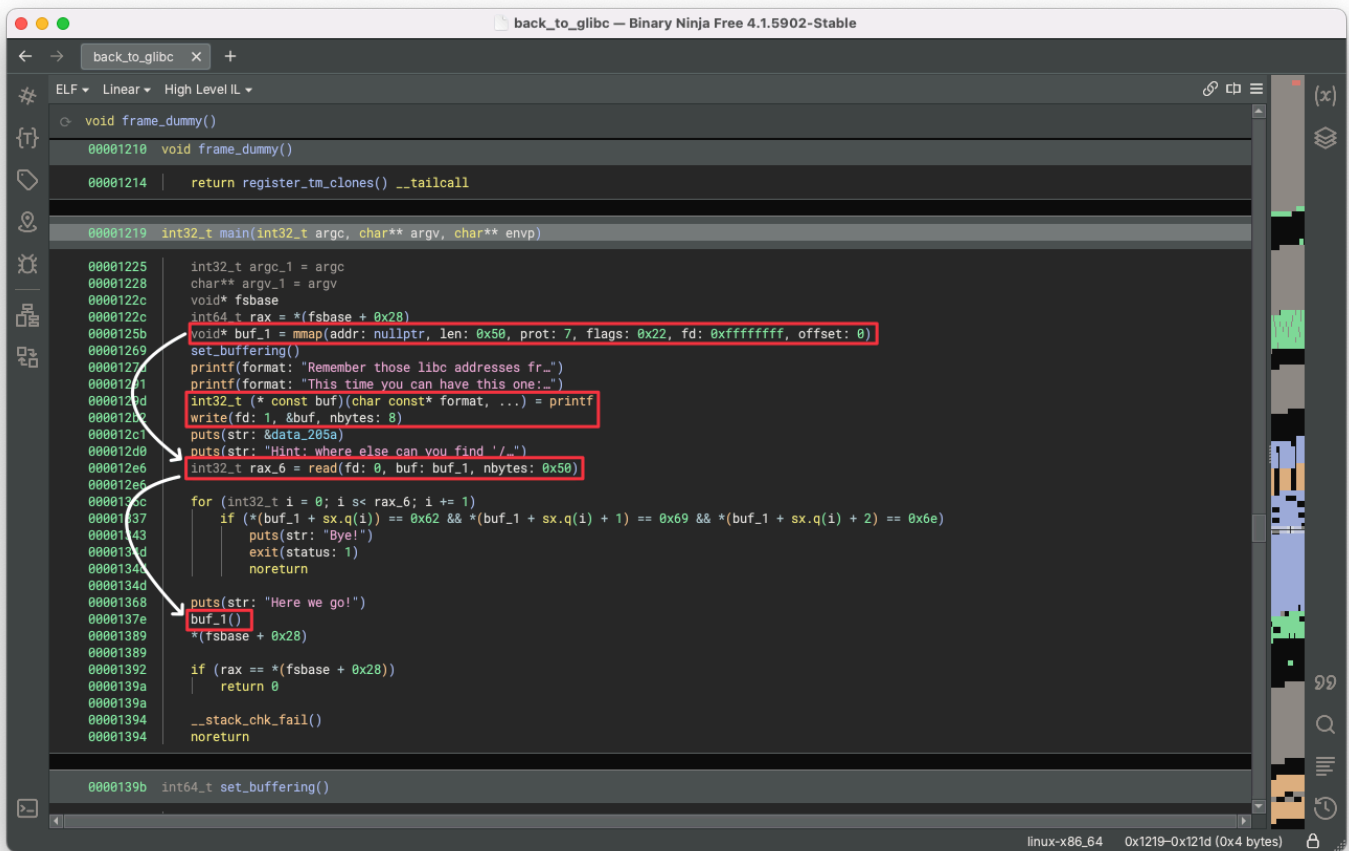 back_to_glibc — Binary Ninja Free 4.1.5902-Stable
back_to_glibc
ELF Linear High Level IL
void frame_dummy()
00001210 void frame_dummy()
00001214 return register_tm_clones() __tailcall
00001219 int32_t main(int32_t argc, char** argv, char** envp)
00001225 int32_t argc_1 = argc
00001228 char** argv_1 = argv
0000122c void* fsbase
0000122c int64_t rax = *(fsbase + 0x28)
0000125b void* buf_1 = mmap(addr: nullptr, len: 0x50, prot: 7, flags: 0x22, fd: 0xffffffff, offset: 0)
00001269 set_buffering()
printf(format: "Remember those libc addresses fr…")
printf(format: "This time you can have this one:…")
int32_t (* const buf)(char const* format, ...) = printf
write(fd: 1, &buf, nbytes: 8)
000012c1 puts(str: &data_205a)
000012d0 puts(str: "Hint: where else can you find '/…")
000012e6 int32_t rax_6 = read(fd: 0, buf: buf_1, nbytes: 0x50)
000012e6
for (int32_t i = 0; i s< rax_6; i += 1)
if (*(buf_1 + sx.q(i)) == 0x62 && *(buf_1 + sx.q(i) + 1) == 0x69 && *(buf_1 + sx.q(i) + 2) == 0x6e)
puts(str: "Bye!")
exit(status: 1)
noreturn
0000134d
00001368 puts(str: "Here we go!")
0000137e buf_1()
00001389 *(fsbase + 0x28)
00001389
00001392 if (rax == *(fsbase + 0x28))
0000139a return 0
0000139a
00001394 __stack_chk_fail()
00001394 noreturn
0000139b int64_t set_buffering()
linux-x86_64 0x1219–0x121d (0x4 bytes)